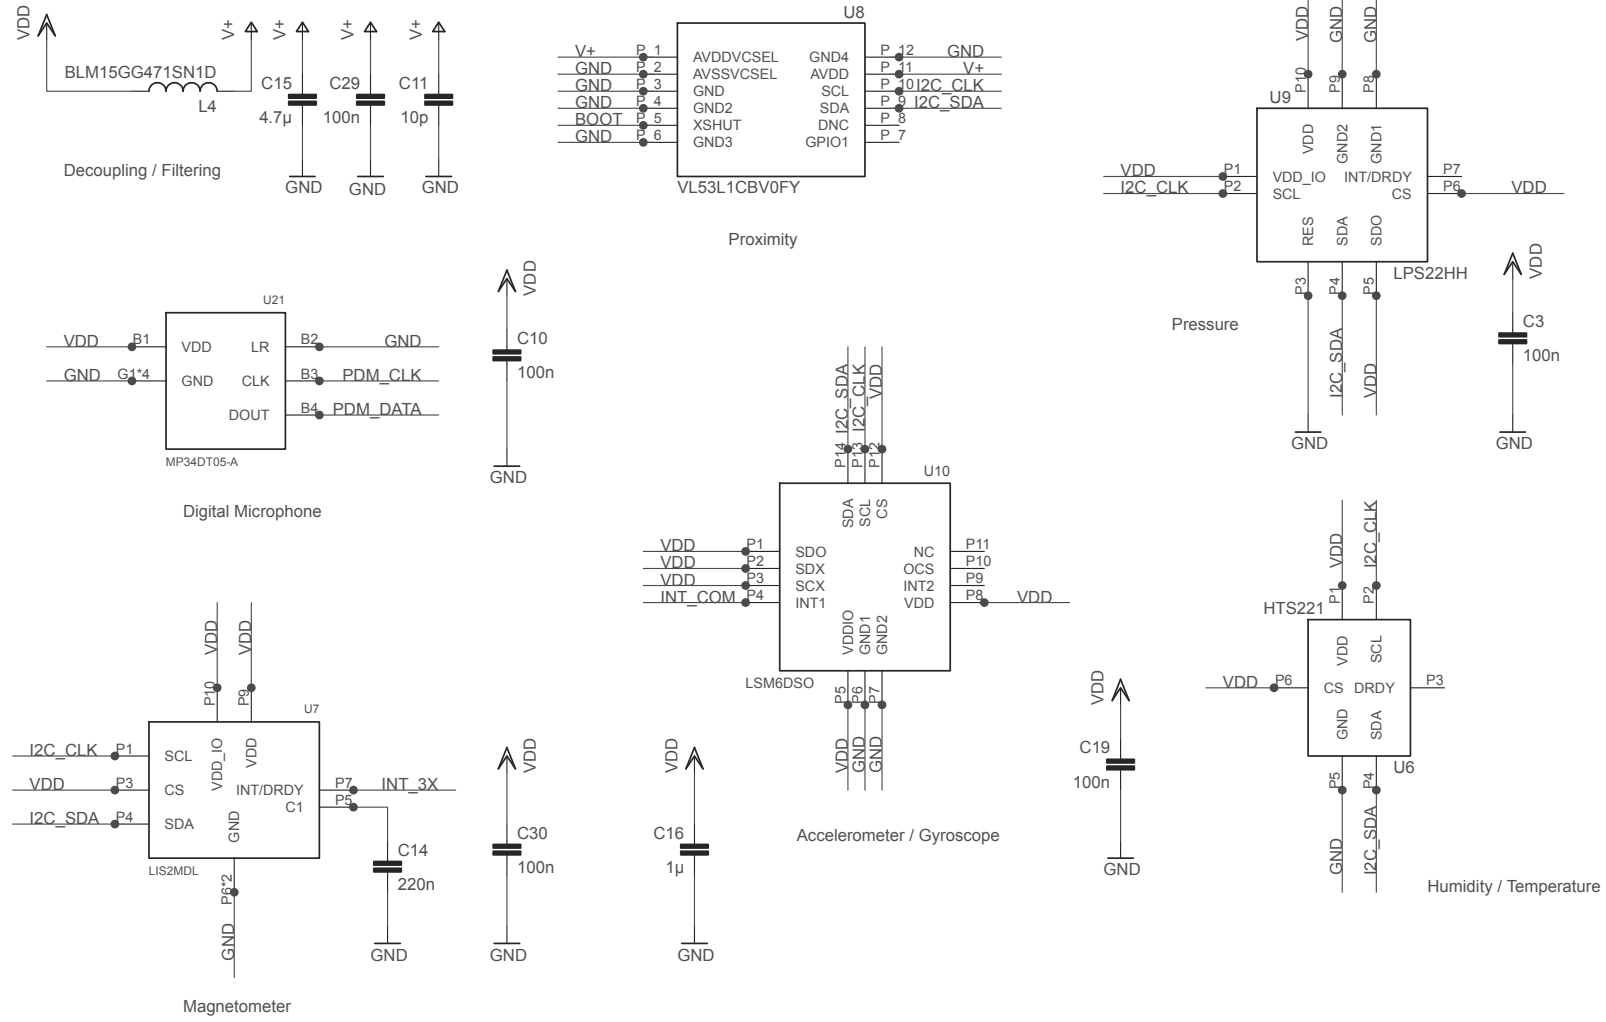 VDD
BLM15GG471SN1D
L4
V+
V+
C15
4.7µ
GND
V+
C29
100n
GND
V+
C11
10p
GND
Decoupling / Filtering
U8
V+ P 1 AVDDVCSEL GND4 P 12 GND
GND P 2 AVSSVCSEL AVDD P 11 V+
GND P 3 GND SCL P 10 I2C_CLK
GND P 4 GND2 SDA P 9 I2C_SDA
BOOT P 5 XSHUT DNC P 8
GND P 6 GND3 GPIO1 P 7
VL53L1CBV0FY
Proximity
VDD GND GND
P10 P9 P8
U9
VDD GND2 GND1
VDD P1 VDD_IO INT/DRDY P7
I2C_CLK P2 SCL CS P6 VDD
RES SDA SDO
LPS22HH
P3 P4 P5
I2C_SDA VDD
GND
Pressure
VDD
C3
100n
GND
U21
VDD B1 VDD LR B2 GND
GND G1*4 GND CLK B3 PDM_CLK
DOUT B4 PDM_DATA
MP34DT05-A
Digital Microphone
VDD
C10
100n
GND
I2C_SDA I2C_CLK VDD
P14 P13 P12
U10
SDA SCL CS
VDD P1 SDO NC P11
VDD P2 SDX OCS P10
VDD P3 SCX INT2 P9
INT_COM P4 INT1 VDD P8 VDD
VDDIO GND1 GND2
LSM6DSO
P5 P6 P7
VDD GND GND
Accelerometer / Gyroscope
VDD I2C_CLK
P1 P2
HTS221
VDD SCL
VDD P6 CS DRDY P3
GND SDA
U6
P5 P4
GND I2C_SDA
Humidity / Temperature
VDD
C19
100n
GND
VDD VDD
P10 P9
U7
VDD_IO VDD
I2C_CLK P1 SCL
VDD P3 CS INT/DRDY P7 INT_3X
C1 P5
I2C_SDA P4 SDA GND
LIS2MDL
P6*2
GND
C14
220n
GND
Magnetometer
VDD
C30
100n
GND
VDD
C16
1µ
GND